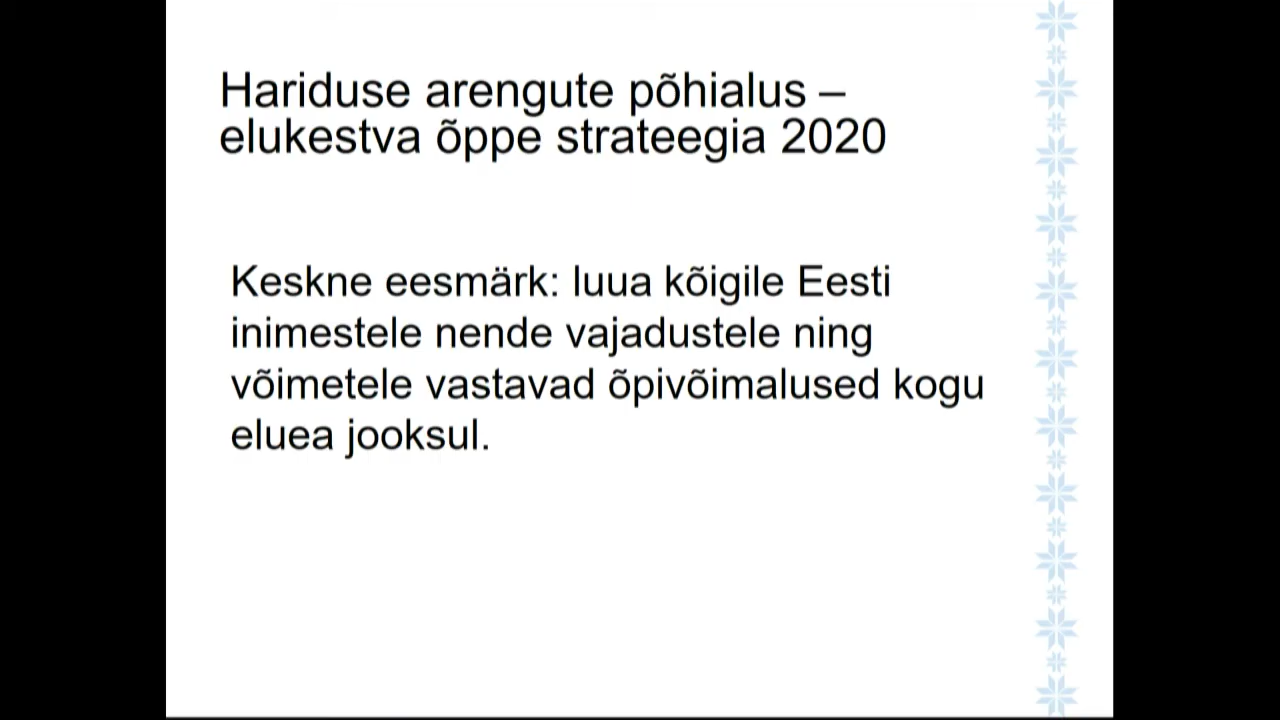 Hariduse arengute põhialus –
elukestva õppe strateegia 2020
Keskne eesmärk: luua kõigile Eesti
inimestele nende vajadustele ning
võimetele vastavad õpivõimalused kogu
eluea jooksul.